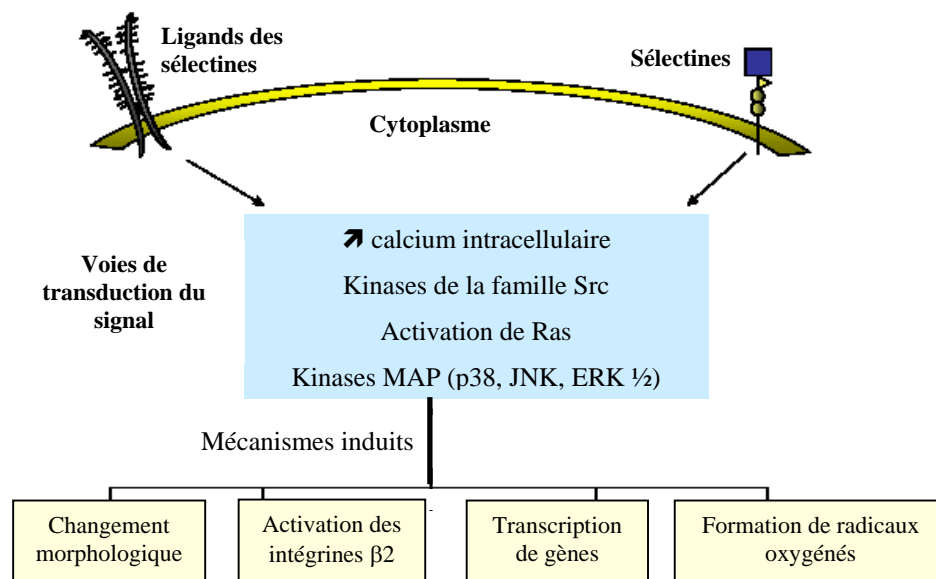 Ligands des
sélectines
Sélectines
Cytoplasme
Voies de
transduction du
signal
↗ calcium intracellulaire
Kinases de la famille Src
Activation de Ras
Kinases MAP (p38, JNK, ERK ½)
Mécanismes induits
Changement
morphologique
Activation des
intégrines β2
Transcription
de gènes
Formation de radicaux
oxygénés